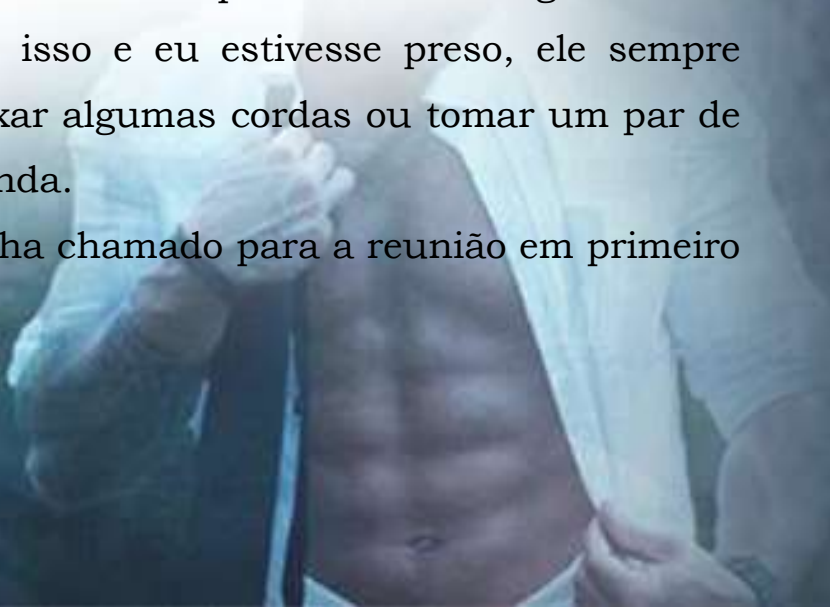 isso e eu estivesse preso, ele sempre
xar algumas cordas ou tomar um par de
nda.
ha chamado para a reunião em primeiro